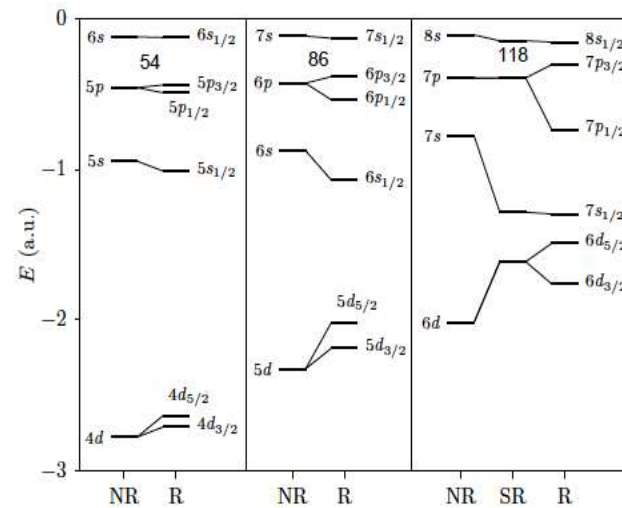 0
6s
6s1/2
7s
7s1/2
8s
8s1/2
54
86
118
5p
5p3/2
5p1/2
6p
6p3/2
6p1/2
7p
7p3/2
7p1/2
5s
5s1/2
6s
6s1/2
7s
7s1/2
−1
E (a.u.)
−2
5d5/2
5d
5d3/2
6d5/2
6d
6d3/2
4d5/2
4d
4d3/2
−3
NR
R
NR
R
NR
SR
R